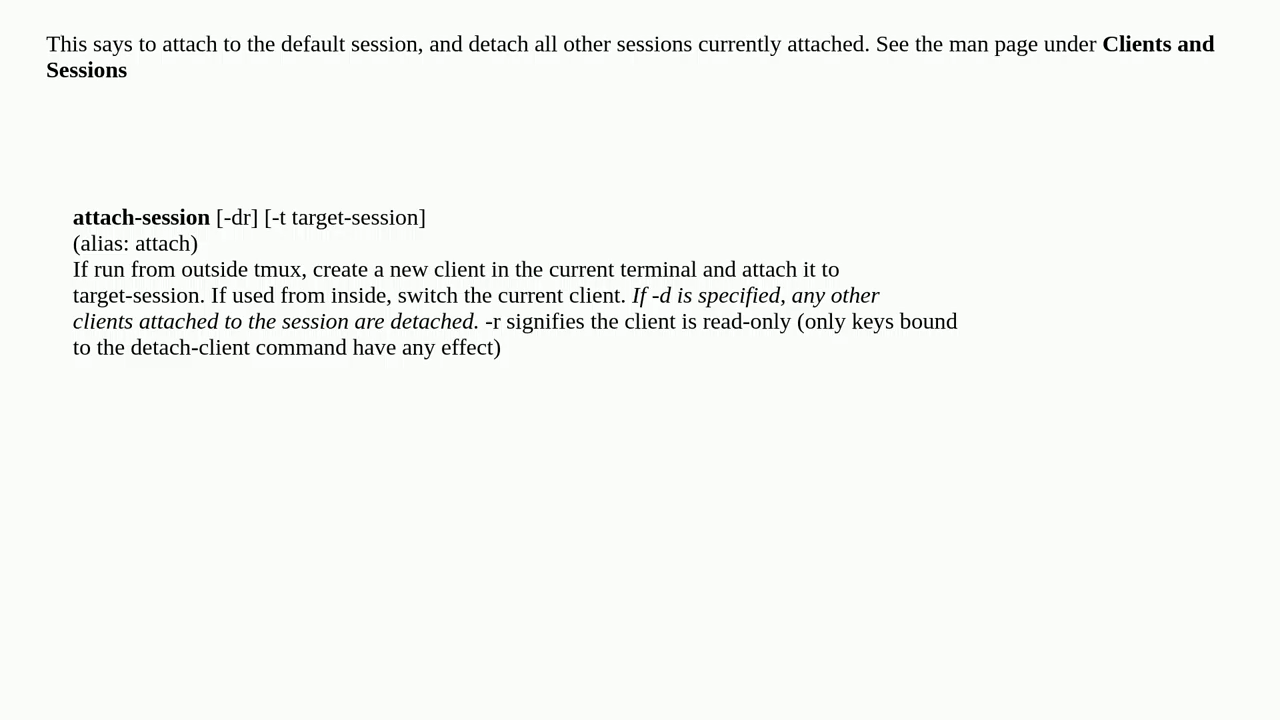 This says to attach to the default session, and detach all other sessions currently attached. See the man page under Clients and
Sessions
attach-session [-dr] [-t target-session]
(alias: attach)
If run from outside tmux, create a new client in the current terminal and attach it to
target-session. If used from inside, switch the current client. If -d is specified, any other
clients attached to the session are detached. -r signifies the client is read-only (only keys bound
to the detach-client command have any effect)